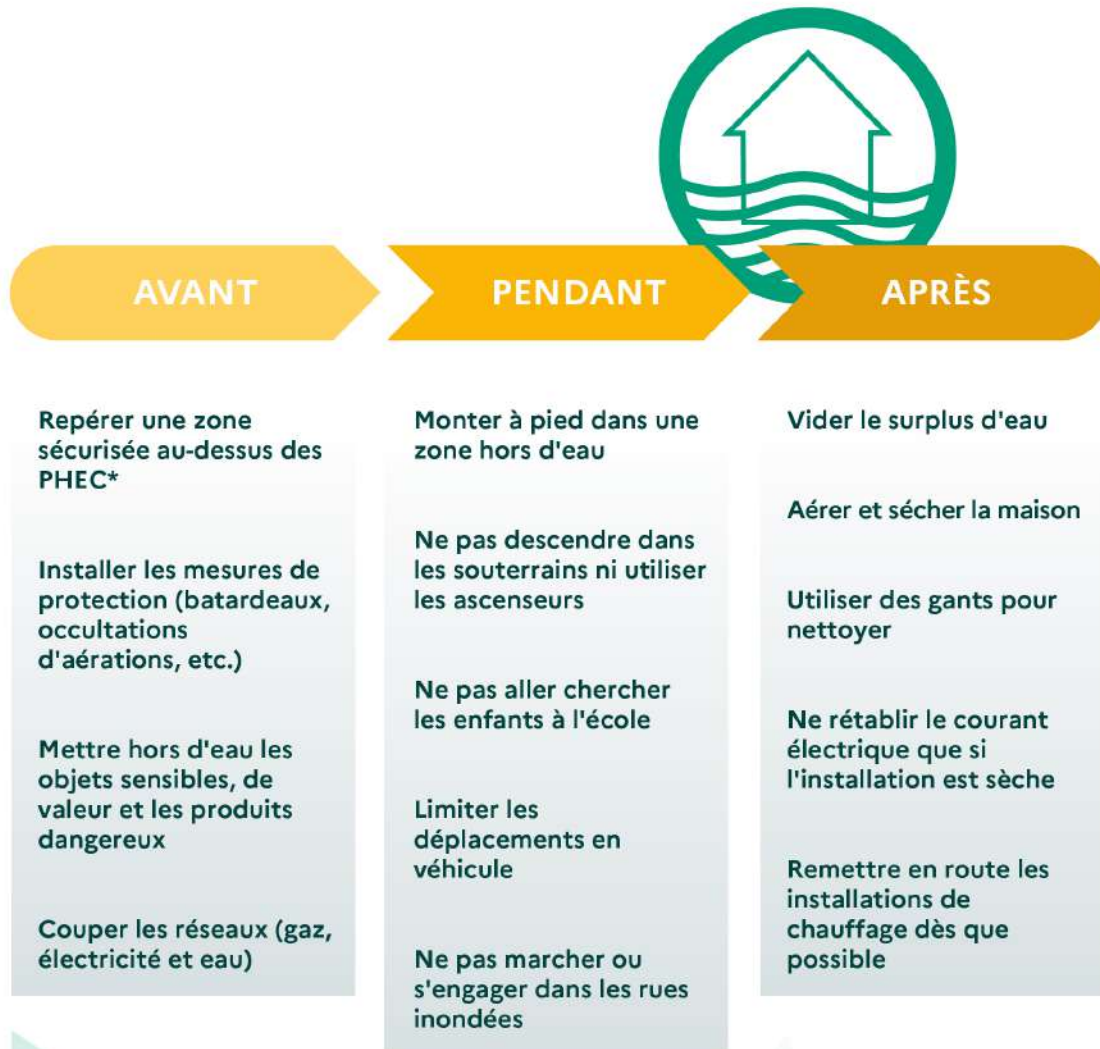 AVANT
PENDANT
APRÈS
Repérer une zone
sécurisée au-dessus des
PHEC*
Installer les mesures de
protection (batardeaux,
occultations
d'aérations, etc.)
Mettre hors d'eau les
objets sensibles, de
valeur et les produits
dangereux
Couper les réseaux (gaz,
électricité et eau)
Monter à pied dans une
zone hors d'eau
Ne pas descendre dans
les souterrains ni utiliser
les ascenseurs
Ne pas aller chercher
les enfants à l'école
Limiter les
déplacements en
véhicule
Ne pas marcher ou
s'engager dans les rues
inondées
Vider le surplus d'eau
Aérer et sécher la maison
Utiliser des gants pour
nettoyer
Ne rétablir le courant
électrique que si
l'installation est sèche
Remettre en route les
installations de
chauffage dès que
possible